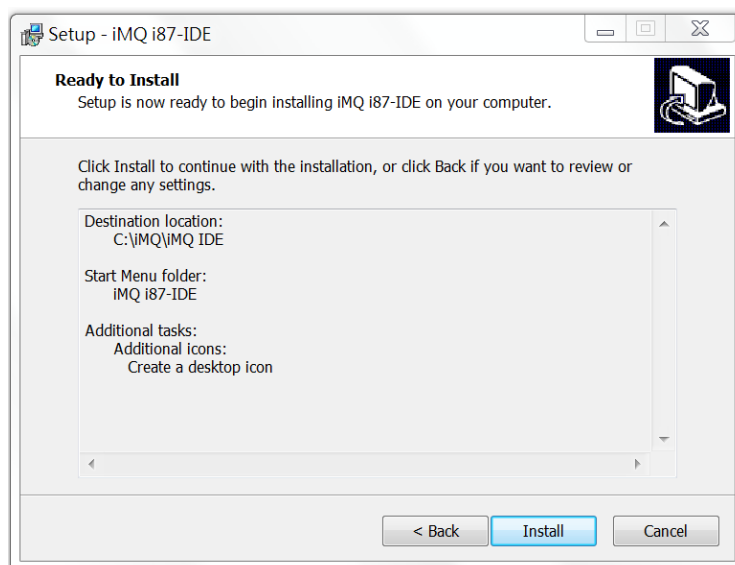 Setup - iMQ i87-IDE
Ready to Install
Setup is now ready to begin installing iMQ i87-IDE on your computer.
Click Install to continue with the installation, or click Back if you want to review or
change any settings.
Destination location:
C:\iMQ\iMQ IDE
Start Menu folder:
iMQ i87-IDE
Additional tasks:
Additional icons:
Create a desktop icon
< Back
Install
Cancel